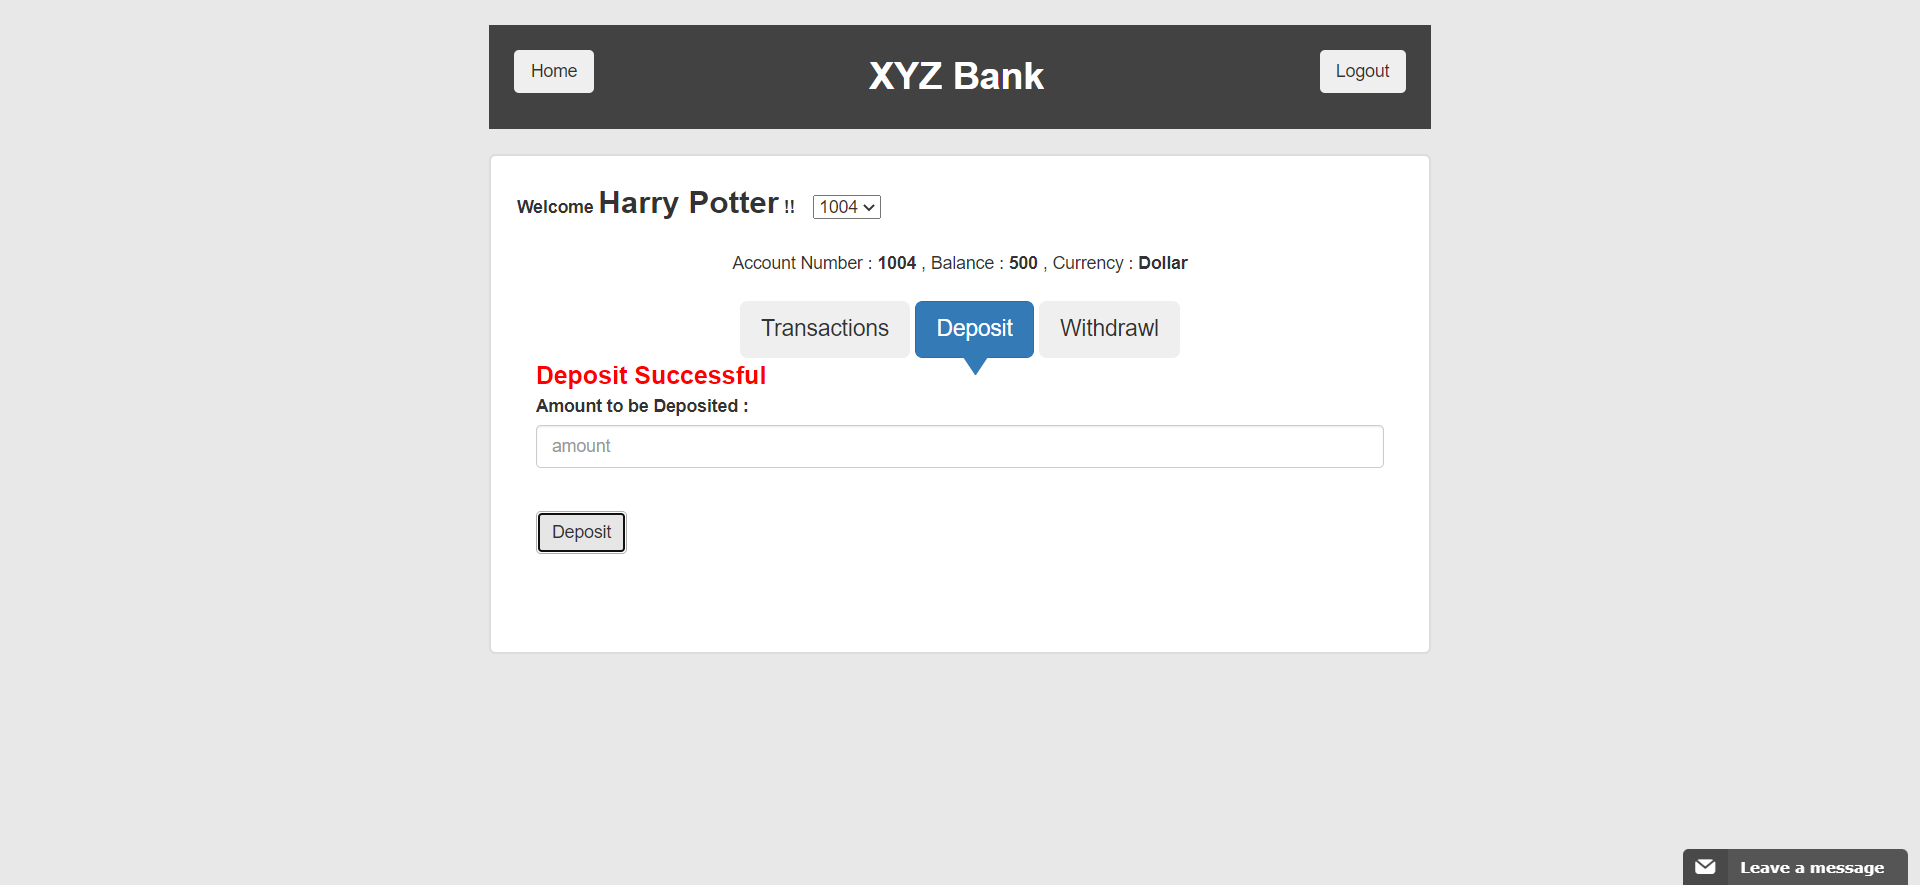 Home
XYZ Bank
Logout
Welcome Harry Potter !! 1004
Account Number : 1004 , Balance : 500 , Currency : Dollar
Transactions
Deposit
Withdrawl
Deposit Successful
Amount to be Deposited :
amount
Deposit
Leave a message